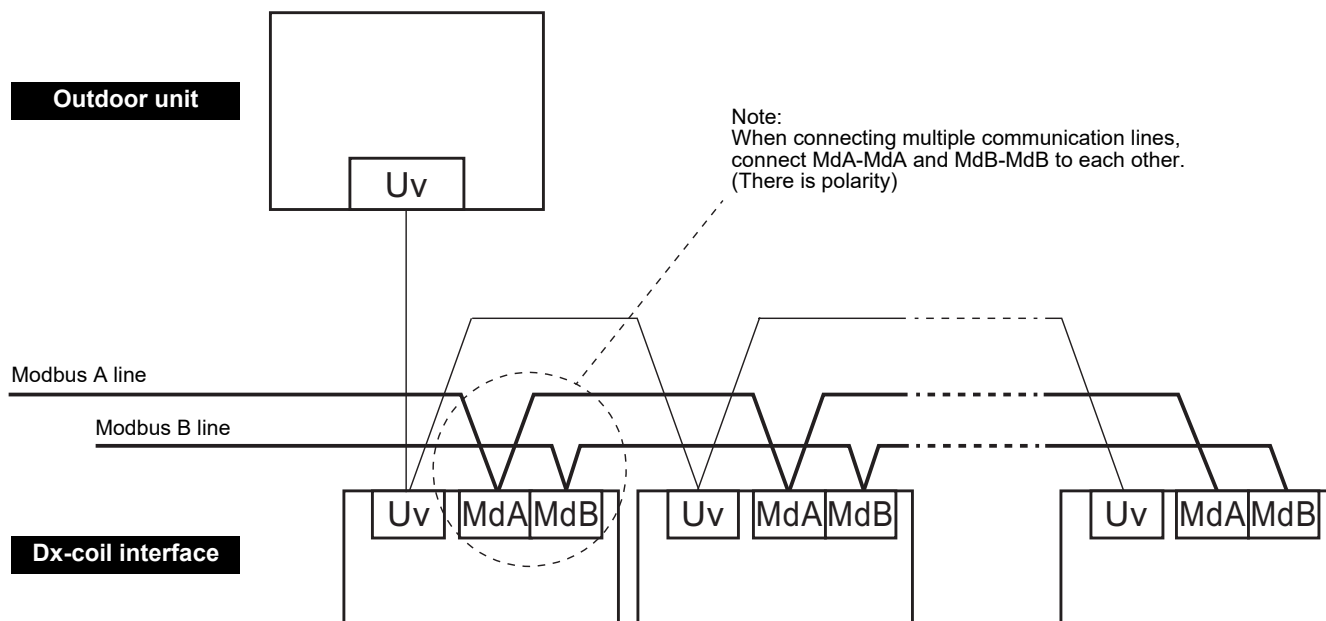 Outdoor unit
Uv
Note:
When connecting multiple communication lines,
connect MdA-MdA and MdB-MdB to each other.
(There is polarity)
Modbus A line
Modbus B line
Uv MdA MdB Uv MdA MdB Uv MdA MdB
Dx-coil interface